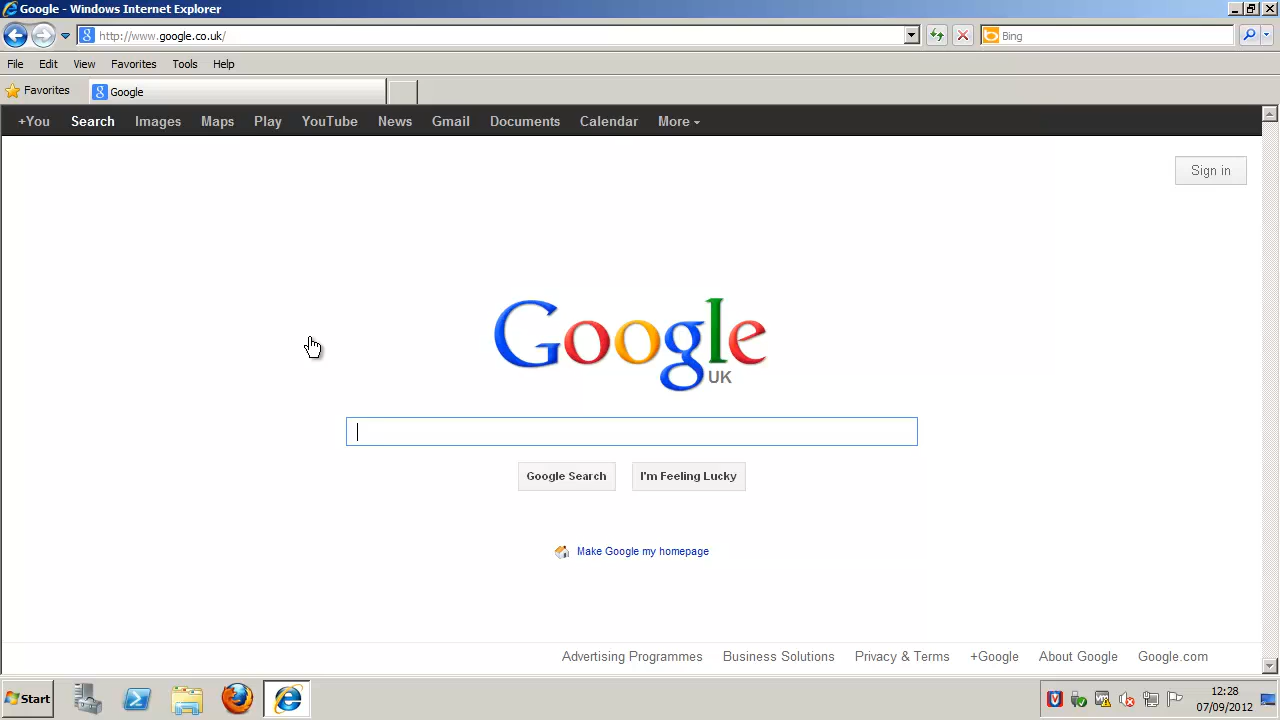 Google - Windows Internet Explorer
http://www.google.co.uk/
Bing
File Edit View Favorites Tools Help
Favorites Google
+You Search Images Maps Play YouTube News Gmail Documents Calendar More
Sign in
Google
UK
Google Search I'm Feeling Lucky
Make Google my homepage
Advertising Programmes Business Solutions Privacy & Terms +Google About Google Google.com
Start
12:28
07/09/2012